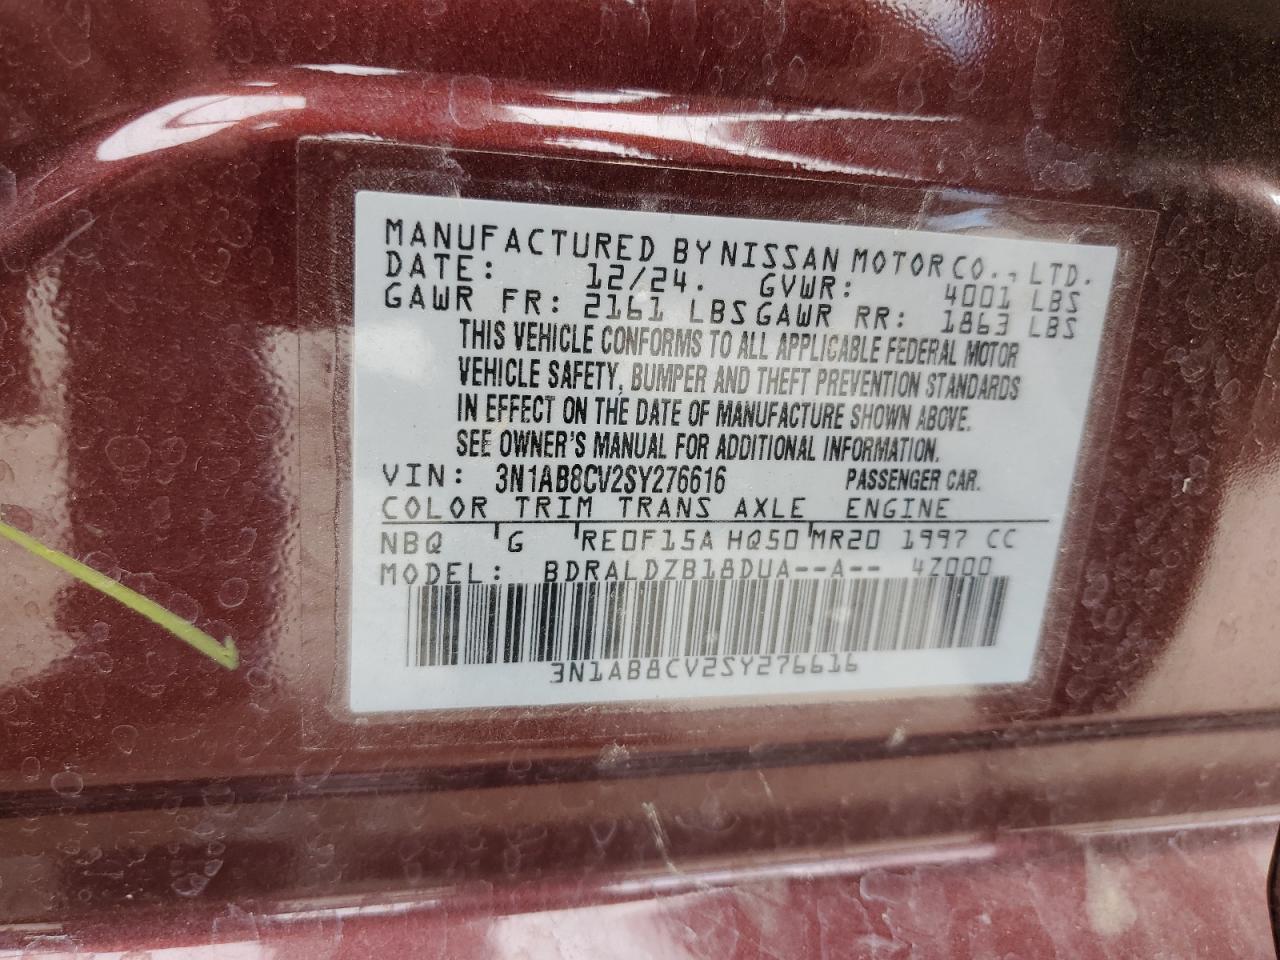 MANUFACTURED BY NISSAN MOTOR CO., LTD.
DATE: 12/24. GVWR: 4001 LBS
GAWR FR: 2161 LBS GAWR RR: 1863 LBS
THIS VEHICLE CONFORMS TO ALL APPLICABLE FEDERAL MOTOR
VEHICLE SAFETY, BUMPER AND THEFT PREVENTION STANDARDS
IN EFFECT ON THE DATE OF MANUFACTURE SHOWN ABOVE.
SEE OWNER'S MANUAL FOR ADDITIONAL INFORMATION.
VIN: 3N1AB8CV2SY276616 PASSENGER CAR.
COLOR TRIM TRANS AXLE ENGINE
NBQ G RE0F15A HQ50 MR20 1997 CC
MODEL: BDRALDZB18DUA--A-- 4Z000
3N1AB8CV2SY276616